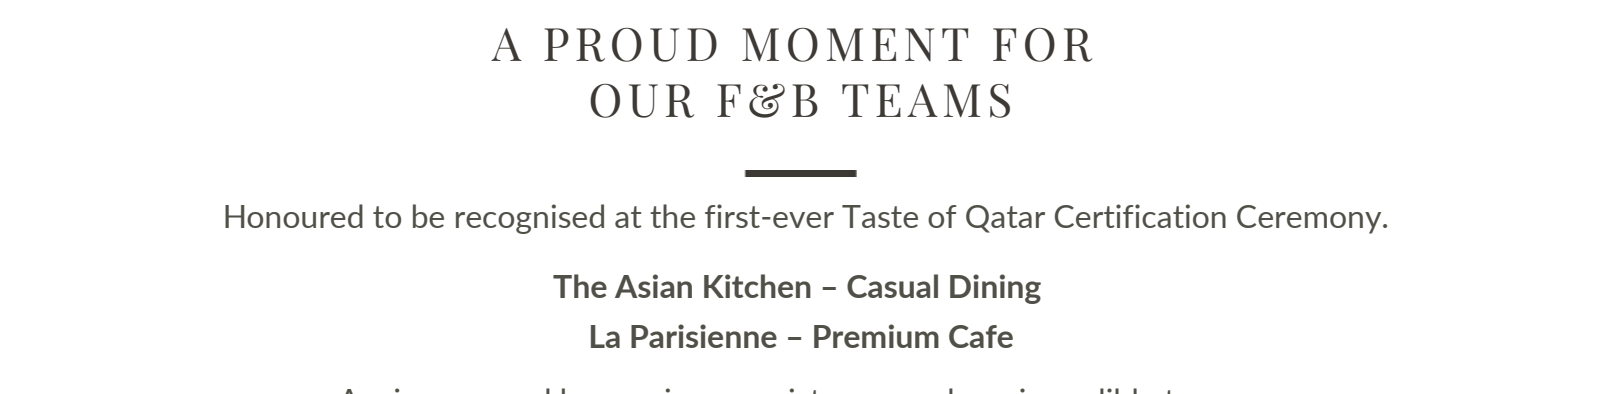 A PROUD MOMENT FOR
OUR F&B TEAMS
Honoured to be recognised at the first-ever Taste of Qatar Certification Ceremony.
The Asian Kitchen – Casual Dining
La Parisienne – Premium Cafe